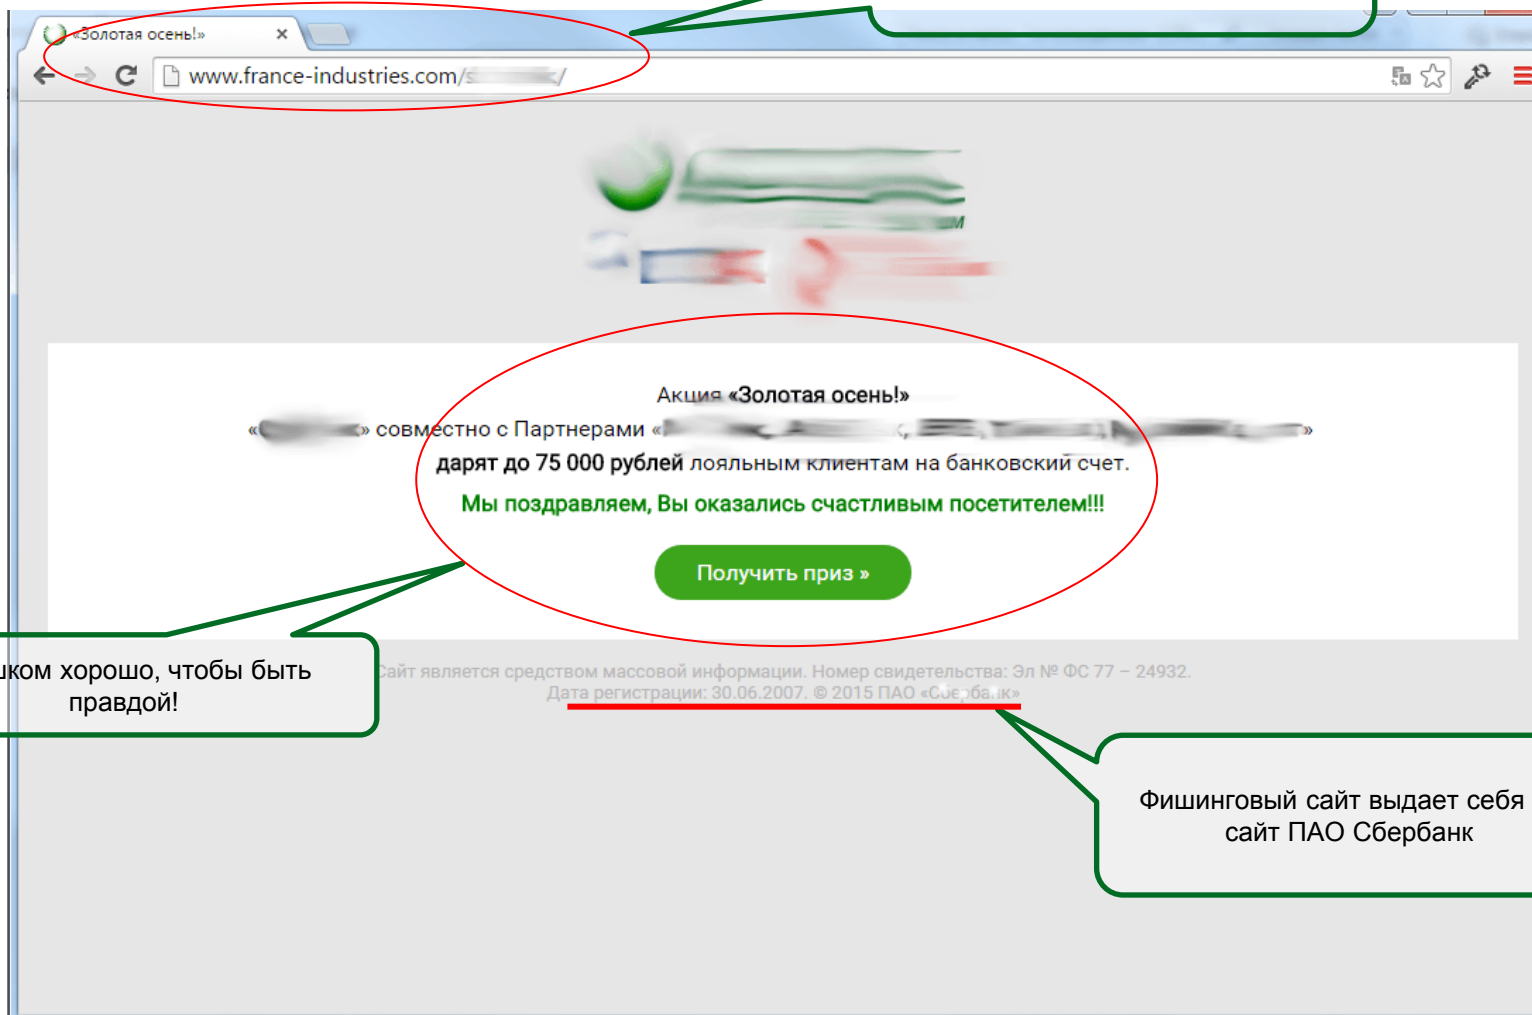 «Золотая осень!»
www.france-industries.com/
Акция «Золотая осень!»
совместно с Партнерами
дарят до 75 000 рублей лояльным клиентам на банковский счет.
Мы поздравляем, Вы оказались счастливым посетителем!!!
Получить приз »
хорошо, чтобы быть
правдой!
Сайт является средством массовой информации. Номер свидетельства: Эл № ФС 77 – 24932.
Дата регистрации: 30.06.2007. © 2015 ПАО «Сбербанк»
Фишинговый сайт выдает себя
сайт ПАО Сбербанк